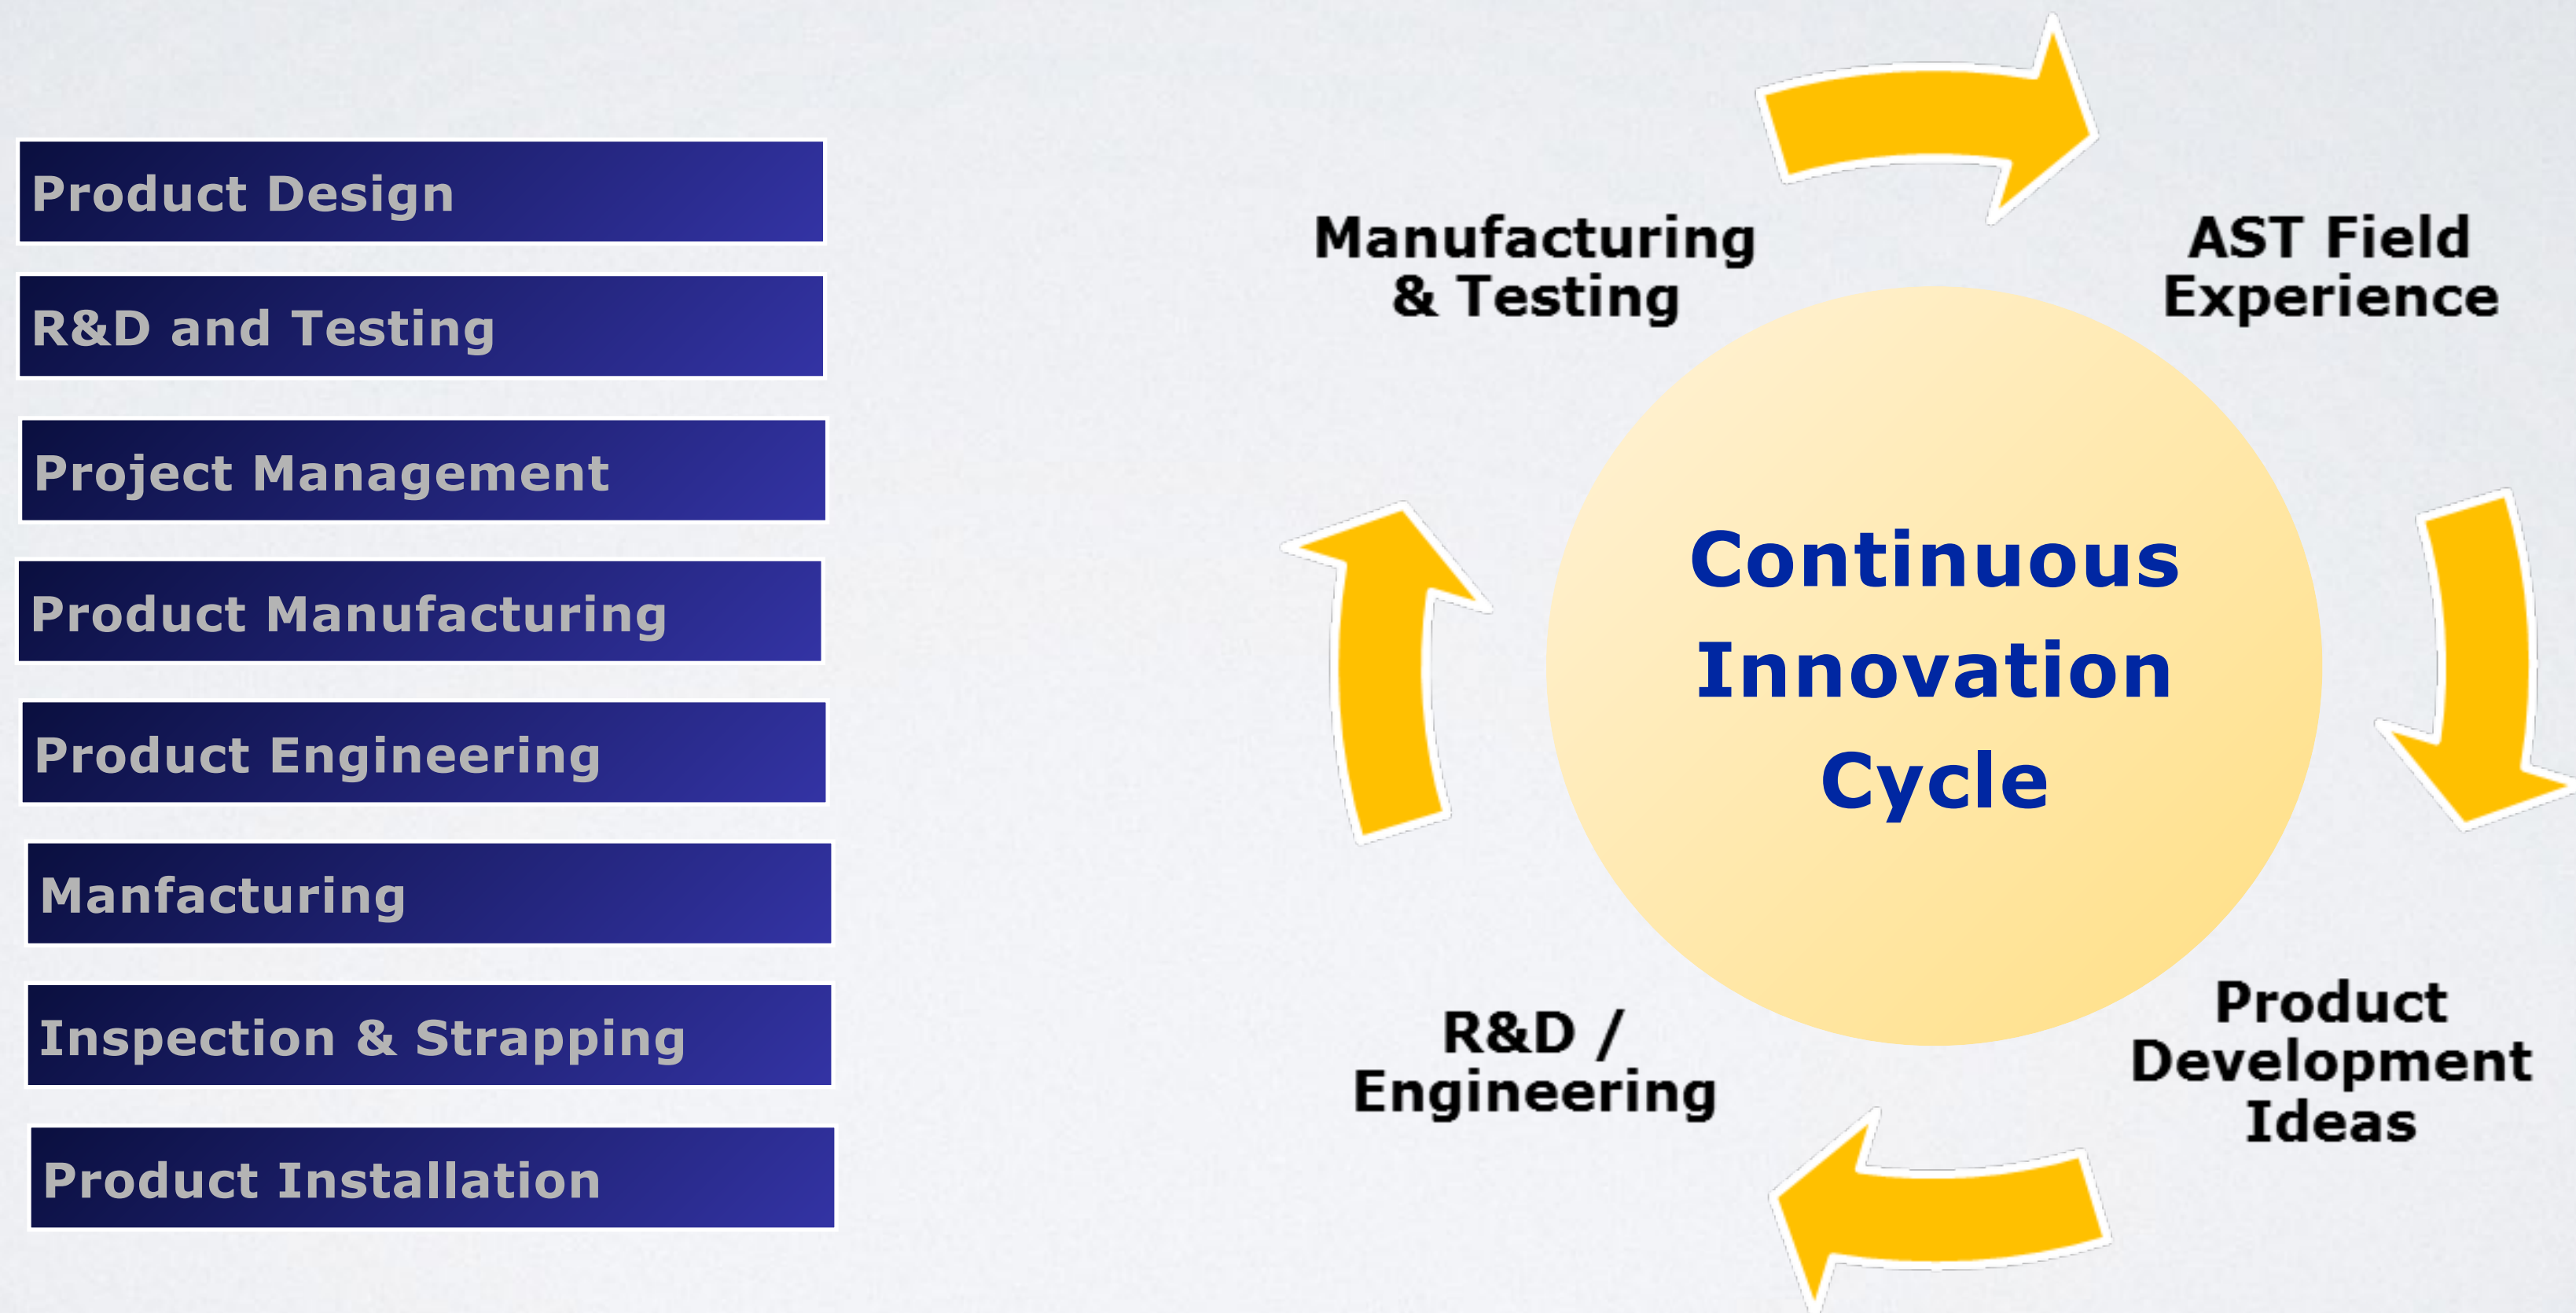 Product Design
R&D and Testing
Project Management
Product Manufacturing
Product Engineering
Manfacturing
Inspection & Strapping
Product Installation
Manufacturing
& Testing
AST Field
Experience
Continuous
Innovation
Cycle
R&D /
Engineering
Product
Development
Ideas